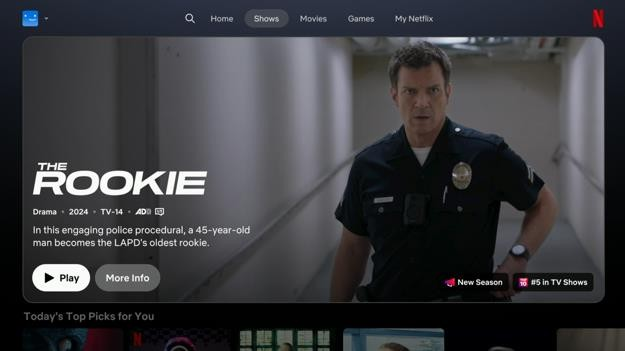 Home Shows Movies Games My Netflix
N
THE
ROOKIE
Drama • 2024 • TV-14 • AD
In this engaging police procedural, a 45-year-old
man becomes the LAPD's oldest rookie.
Play More Info
New Season TOP 10 #5 in TV Shows
Today's Top Picks for You
N